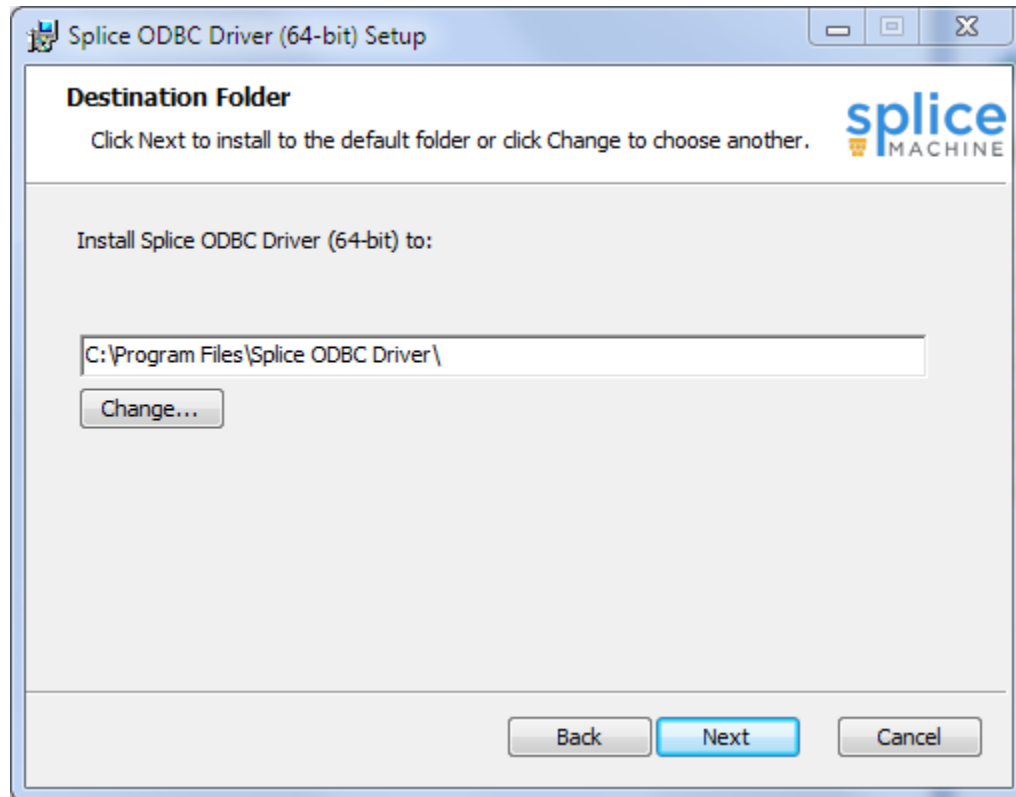 Splice ODBC Driver (64-bit) Setup
Destination Folder
Click Next to install to the default folder or click Change to choose another.
splice
MACHINE
Install Splice ODBC Driver (64-bit) to:
C:\Program Files\Splice ODBC Driver\
Change...
Back Next Cancel